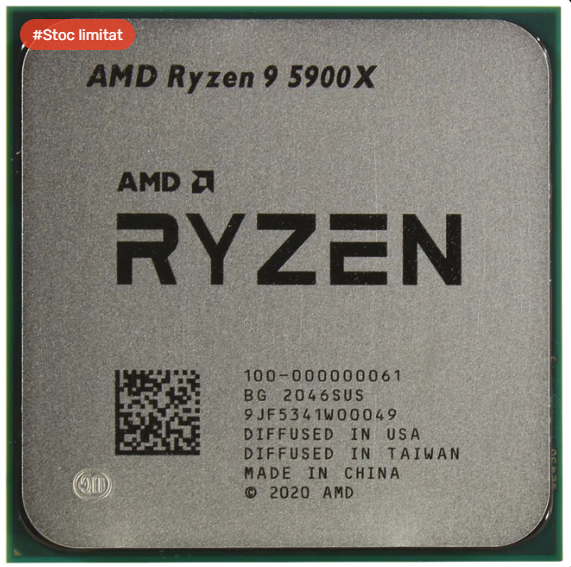 #Stoc limitat
AMD Ryzen 9 5900X
AMD
RYZEN
100-000000061
BG 2046SUS
9JF5341W00049
DIFFUSED IN USA
DIFFUSED IN TAIWAN
MADE IN CHINA
© 2020 AMD